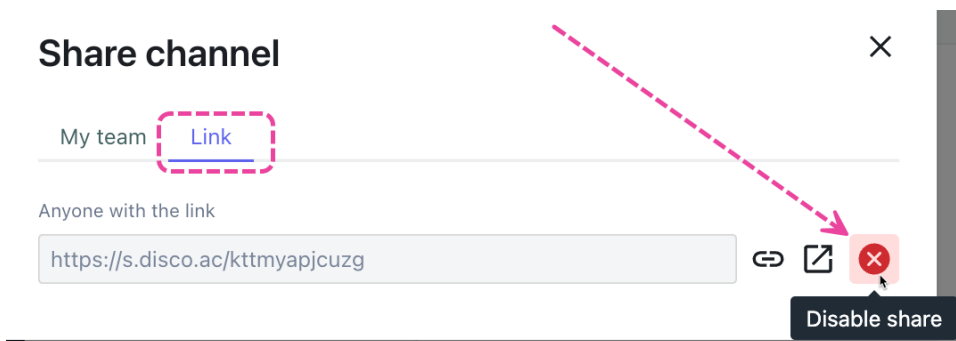 Share channel
My team Link
Anyone with the link
https://s.disco.ac/kttmyapjcuzg
Disable share